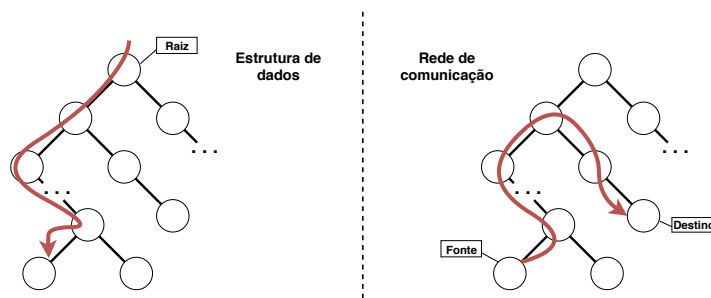 Raiz
Estrutura de
dados
. . .
. . .
Fonte
Rede de
comunicação
. . .
. . .
Destino